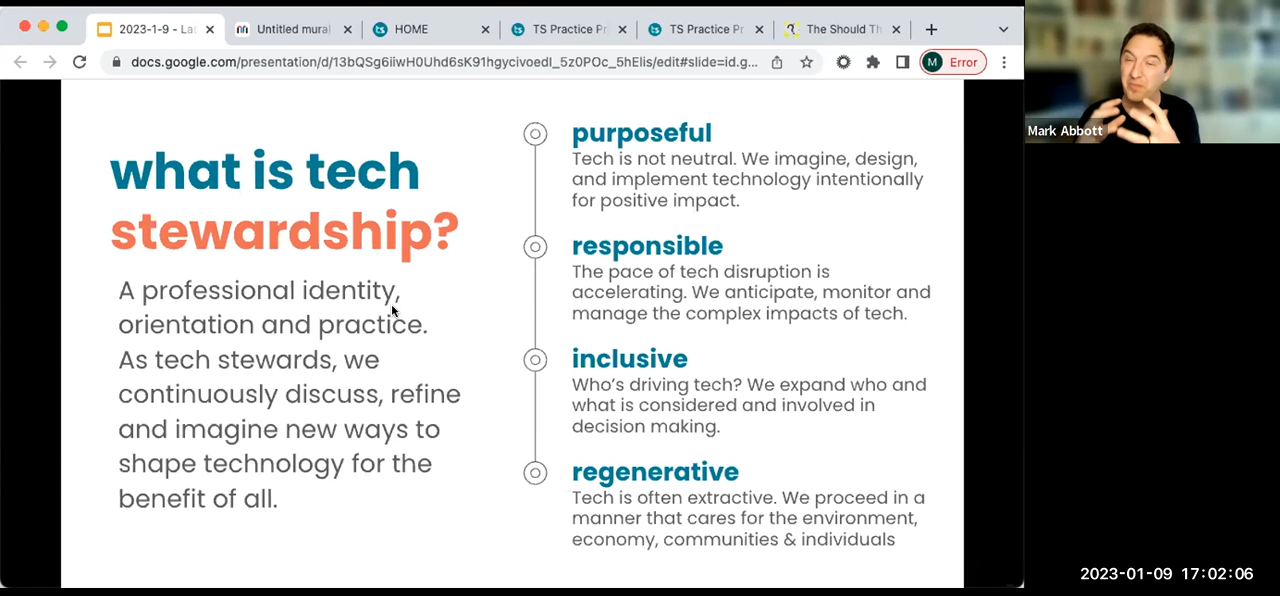 2023-1-9 - La
Untitled mural
HOME
TS Practice Pr
TS Practice Pr
The Should Th
docs.google.com/presentation/d/13bQSg6iiwH0Uhd6sK91hgycivoedI_5z0POc_5hElis/edit#slide=id.g...
M Error
what is tech
stewardship?
A professional identity,
orientation and practice.
As tech stewards, we
continuously discuss, refine
and imagine new ways to
shape technology for the
benefit of all.
purposeful
Tech is not neutral. We imagine, design,
and implement technology intentionally
for positive impact.
responsible
The pace of tech disruption is
accelerating. We anticipate, monitor and
manage the complex impacts of tech.
inclusive
Who's driving tech? We expand who and
what is considered and involved in
decision making.
regenerative
Tech is often extractive. We proceed in a
manner that cares for the environment,
economy, communities & individuals
Mark Abbott
2023-01-09 17:02:06